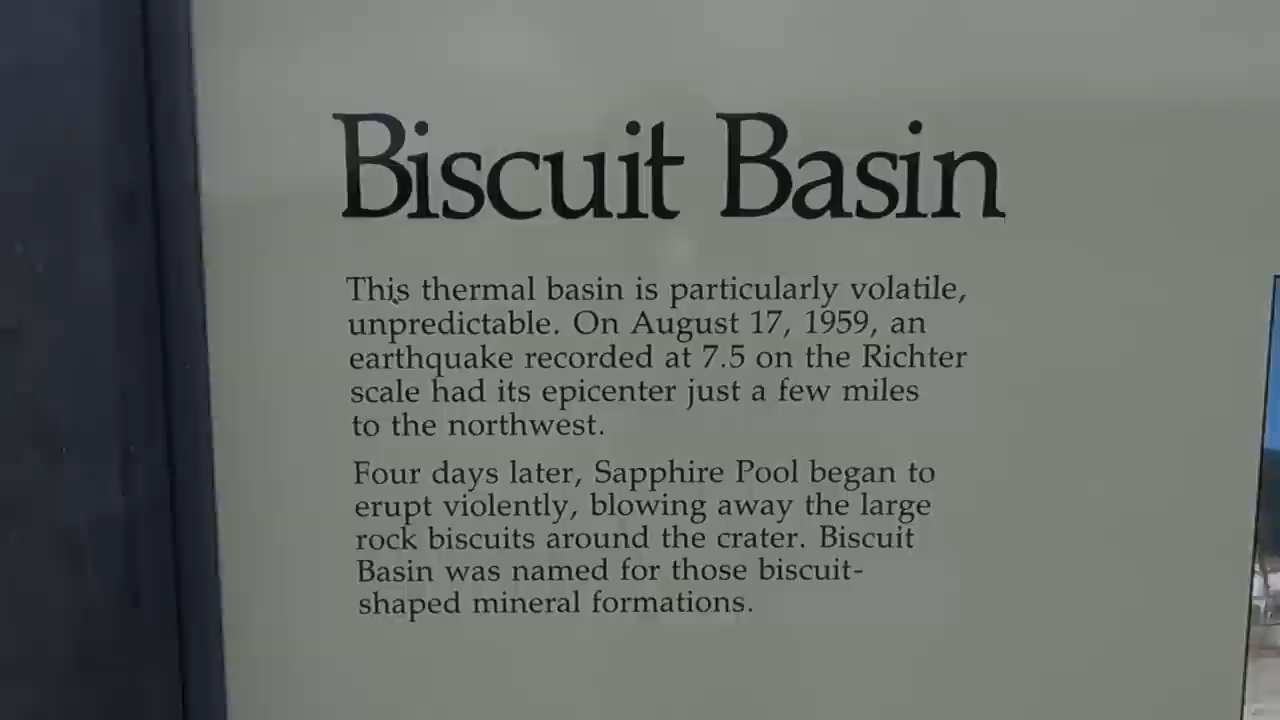 Biscuit Basin
This thermal basin is particularly volatile,
unpredictable. On August 17, 1959, an
earthquake recorded at 7.5 on the Richter
scale had its epicenter just a few miles
to the northwest.
Four days later, Sapphire Pool began to
erupt violently, blowing away the large
rock biscuits around the crater. Biscuit
Basin was named for those biscuit-
shaped mineral formations.